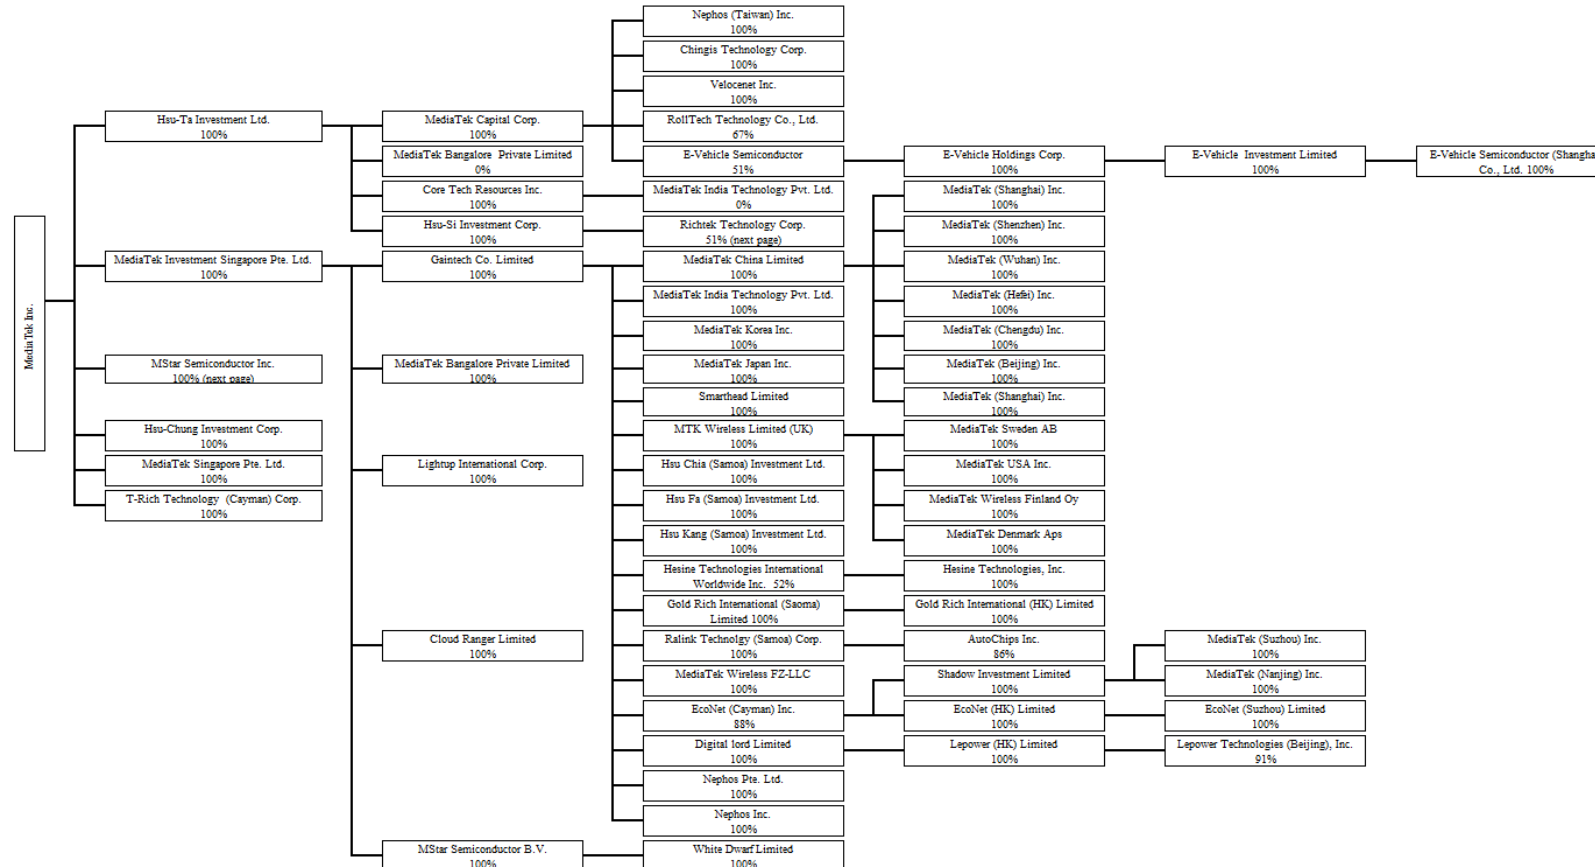 MediaTek Inc.
Hsu-Ta Investment Ltd.
100%
MediaTek Investment Singapore Pte. Ltd.
100%
MStar Semiconductor Inc.
100% (next page)
Hsu-Chung Investment Corp.
100%
MediaTek Singapore Pte. Ltd.
100%
T-Rich Technology (Cayman) Corp.
100%
MediaTek Capital Corp.
100%
MediaTek Bangalore Private Limited
0%
Core Tech Resources Inc.
100%
Hsu-Si Investment Corp.
100%
Gaintech Co. Limited
100%
MediaTek Bangalore Private Limited
100%
Lightup International Corp.
100%
Cloud Ranger Limited
100%
MStar Semiconductor B.V.
100%
Nephos (Taiwan) Inc.
100%
Chingis Technology Corp.
100%
Velocenet Inc.
100%
RollTech Technology Co., Ltd.
67%
E-Vehicle Semiconductor
51%
MediaTek India Technology Pvt. Ltd.
0%
Richtek Technology Corp.
51% (next page)
MediaTek China Limited
100%
MediaTek India Technology Pvt. Ltd.
100%
MediaTek Korea Inc.
100%
MediaTek Japan Inc.
100%
Smarthead Limited
100%
MTK Wireless Limited (UK)
100%
Hsu Chia (Samoa) Investment Ltd.
100%
Hsu Fa (Samoa) Investment Ltd.
100%
Hsu Kang (Samoa) Investment Ltd.
100%
Hesine Technologies International
Worldwide Inc. 52%
Gold Rich International (Saoma)
Limited 100%
Ralink Technolgy (Samoa) Corp.
100%
MediaTek Wireless FZ-LLC
100%
EcoNet (Cayman) Inc.
88%
Digital lord Limited
100%
Nephos Pte. Ltd.
100%
Nephos Inc.
100%
White Dwarf Limited
100%
E-Vehicle Holdings Corp.
100%
MediaTek (Shanghai) Inc.
100%
MediaTek (Shenzhen) Inc.
100%
MediaTek (Wuhan) Inc.
100%
MediaTek (Hefei) Inc.
100%
MediaTek (Chengdu) Inc.
100%
MediaTek (Beijing) Inc.
100%
MediaTek (Shanghai) Inc.
100%
MediaTek Sweden AB
100%
MediaTek USA Inc.
100%
MediaTek Wireless Finland Oy
100%
MediaTek Denmark Aps
100%
Hesine Technologies, Inc.
100%
Gold Rich International (HK) Limited
100%
AutoChips Inc.
86%
Shadow Investment Limited
100%
EcoNet (HK) Limited
100%
Lepower (HK) Limited
100%
E-Vehicle Investment Limited
100%
MediaTek (Suzhou) Inc.
100%
MediaTek (Nanjing) Inc.
100%
EcoNet (Suzhou) Limited
100%
Lepower Technologies (Beijing), Inc.
91%
E-Vehicle Semiconductor (Shangha
Co., Ltd. 100%